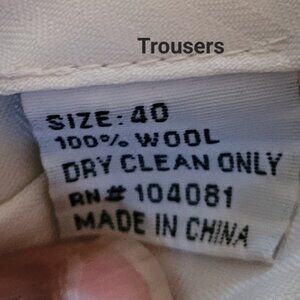 Trousers
SIZE: 40
100% WOOL
DRY CLEAN ONLY
RN# 104081
MADE IN CHINA